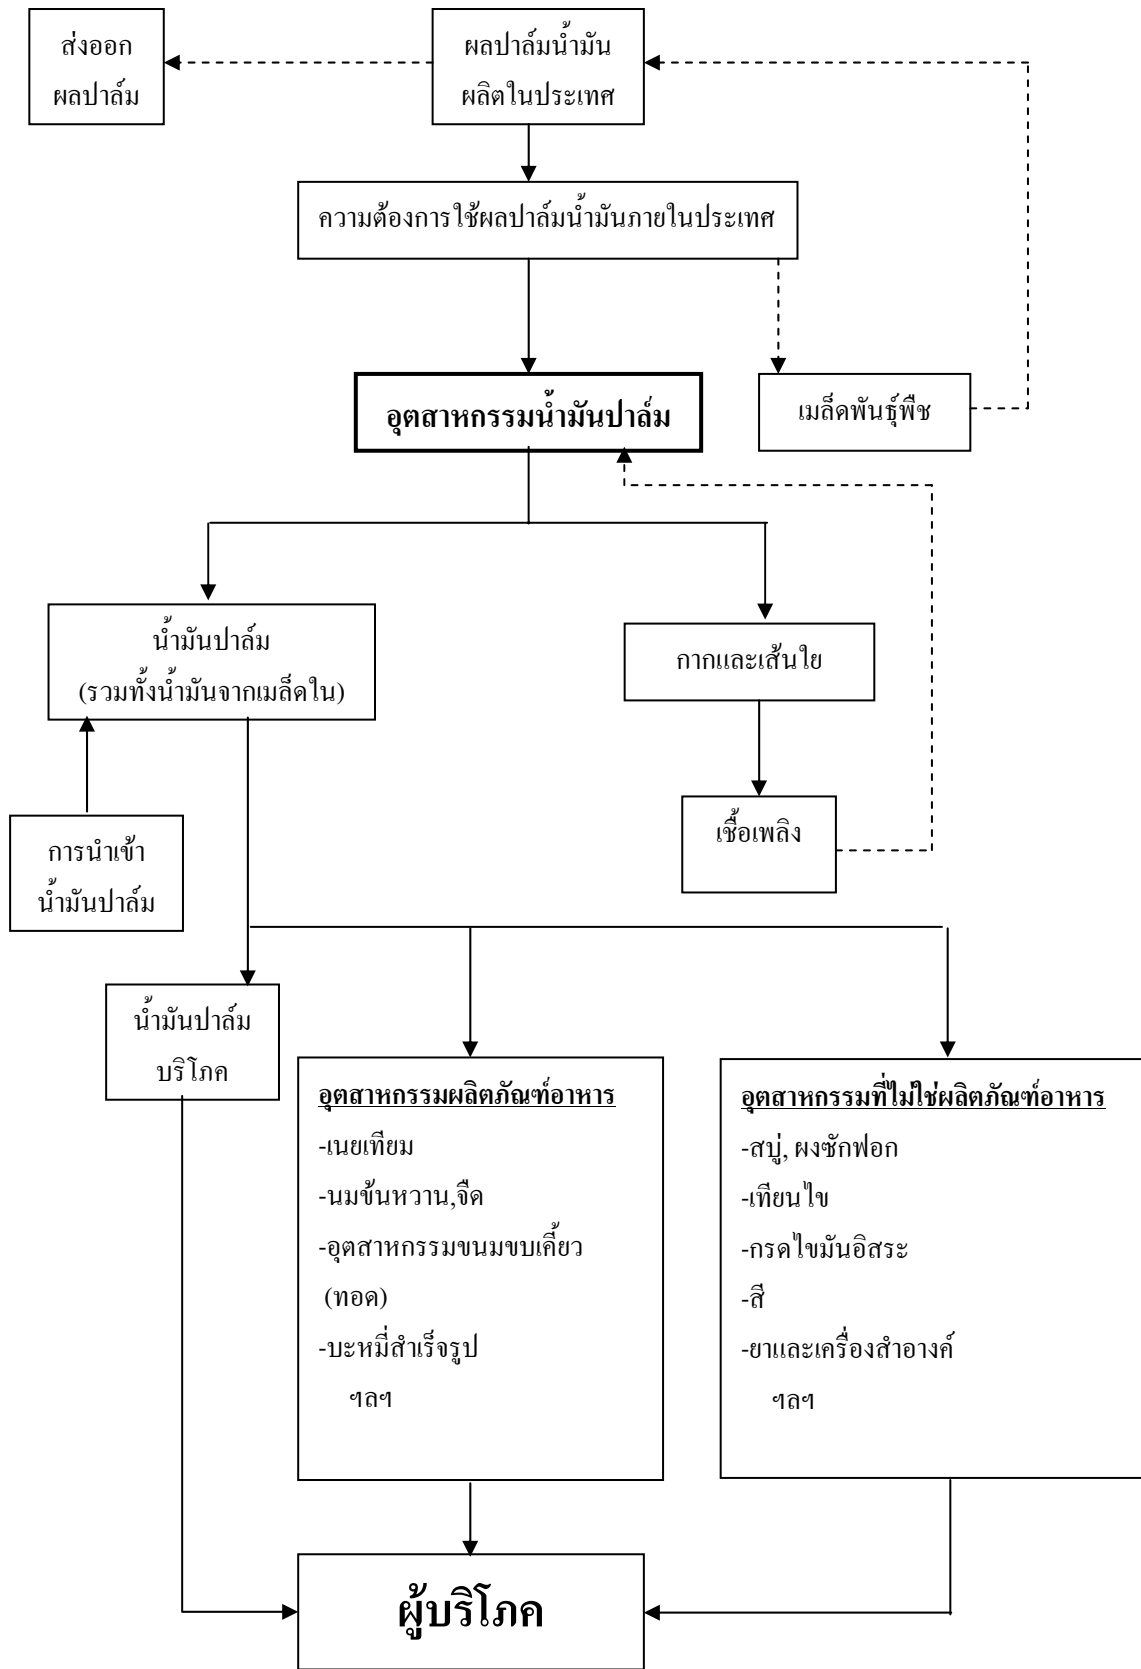 ส่งออก
ผลปาล์ม
ผลปาล์มน้ำมัน
ผลิตในประเทศ
ความต้องการใช้ผลปาล์มน้ำมันภายในประเทศ
อุตสาหกรรมน้ำมันปาล์ม
เมล็ดพันธุ์พืช
น้ำมันปาล์ม
(รวมทั้งน้ำมันจากเมล็ดใน)
กากและเส้นใย
การนำเข้า
น้ำมันปาล์ม
เชื้อเพลิง
น้ำมันปาล์ม
บริโภค
อุตสาหกรรมผลิตภัณฑ์อาหาร
-เนยเทียม
-นมข้นหวาน,จืด
-อุตสาหกรรมขนมขบเคี้ยว
(ทอด)
-บะหมี่สำเร็จรูป
ฯลฯ
อุตสาหกรรมที่ไม่ใช่ผลิตภัณฑ์อาหาร
-สบู่, ผงซักฟอก
-เทียนไข
-กรดไขมันอิสระ
-สี
-ยาและเครื่องสำอางค์
ฯลฯ
ผู้บริโภค